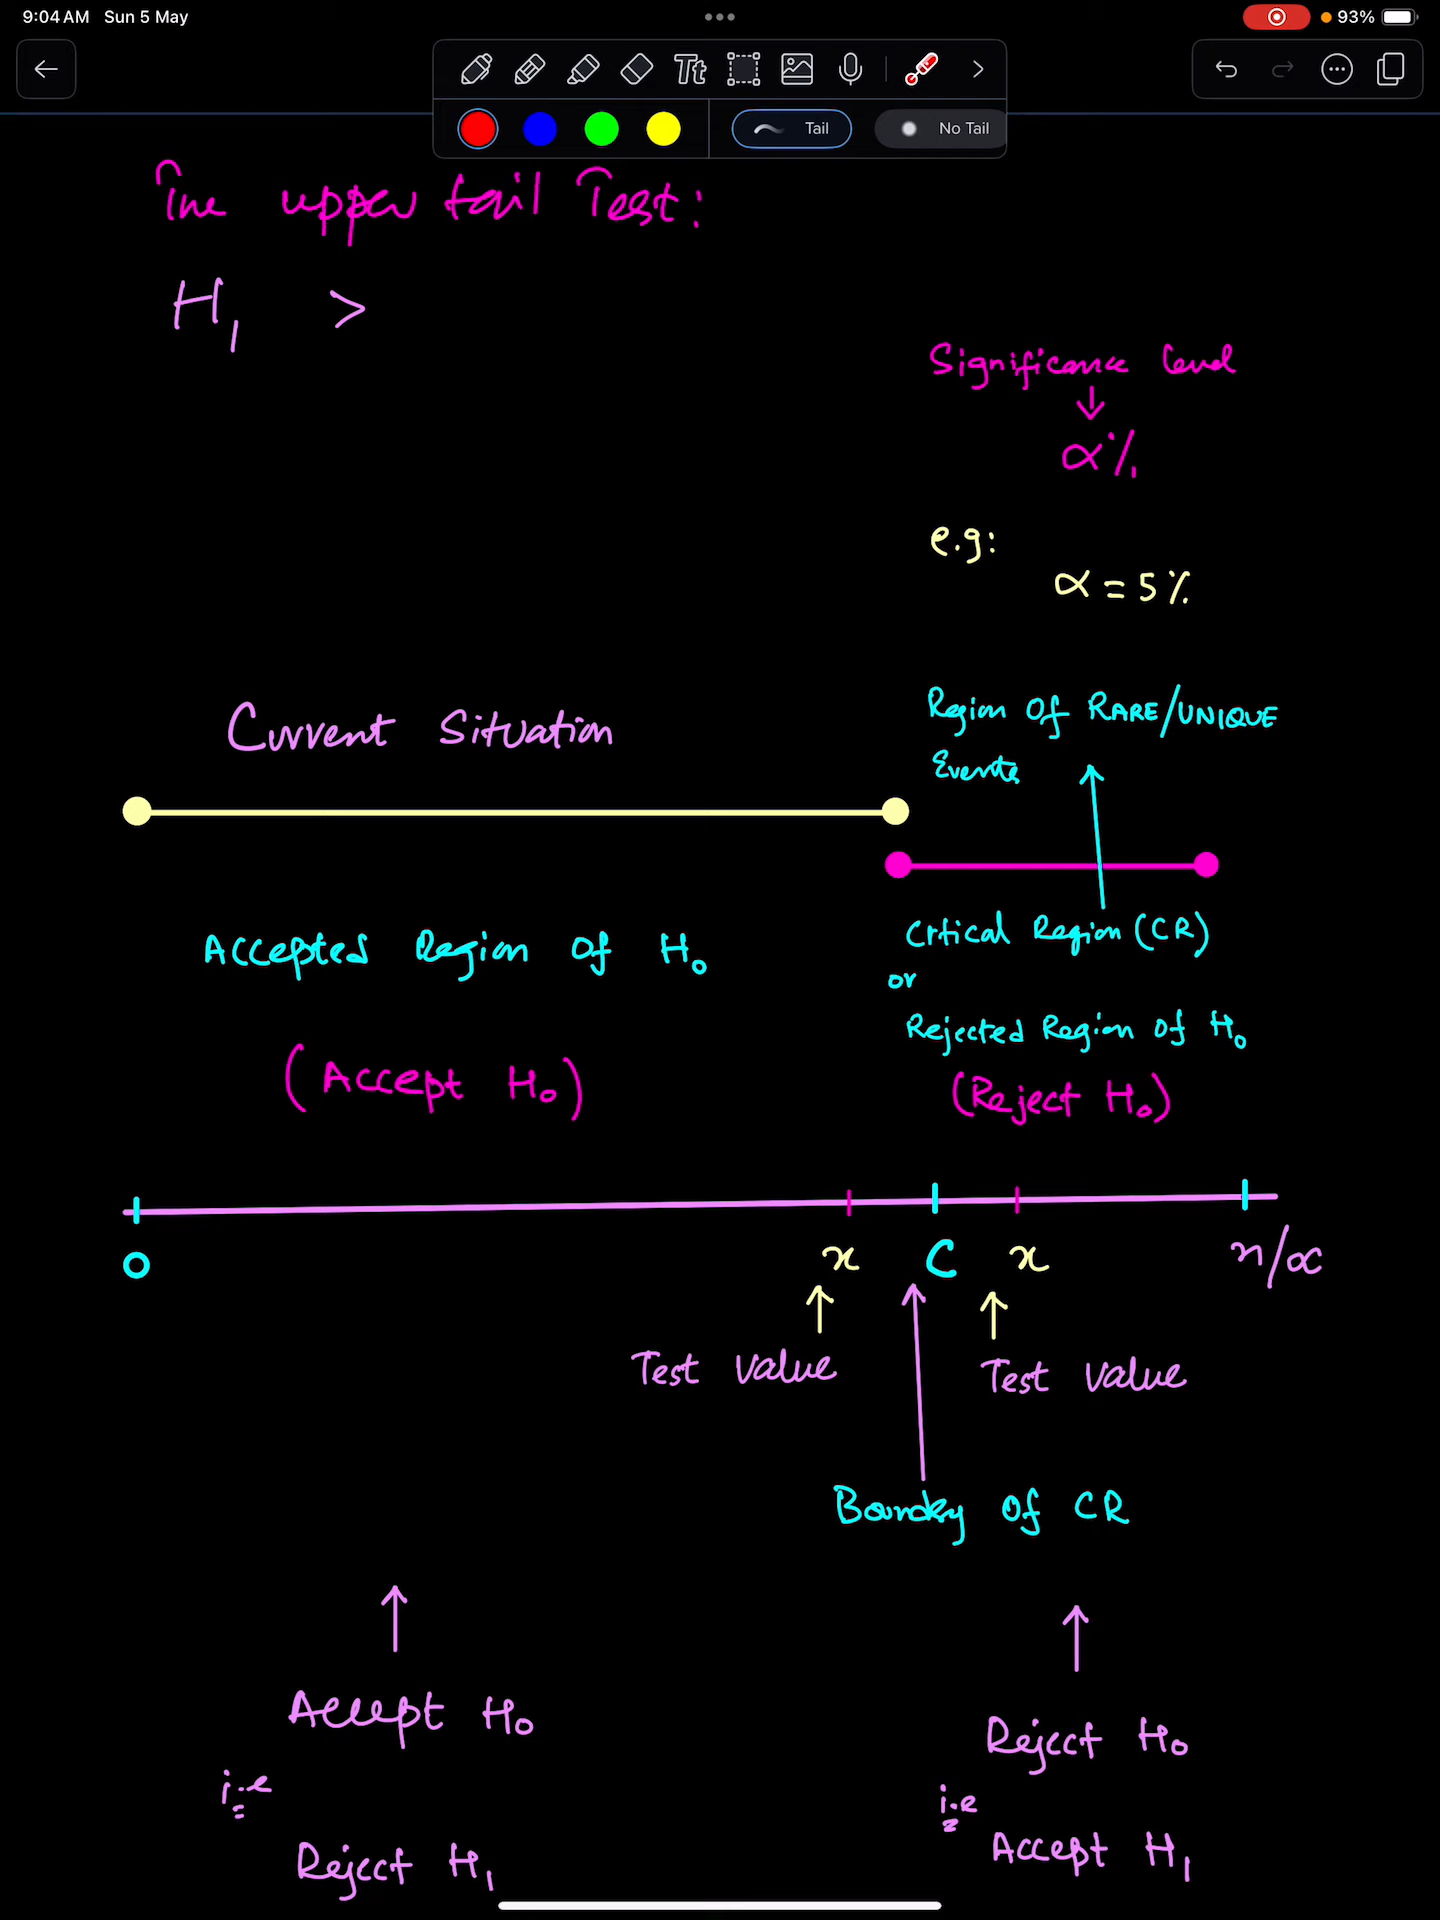 9:04 AM Sun 5 May
93%
Tt
Tail
No Tail
The upper tail Test:
H₁ >
Significance level
↓
α%
e.g:
α = 5%
Current Situation
Region Of RARE/UNIQUE
Events
Accepted Region Of H₀
Crtical Region (CR)
or
Rejected Region Of H₀
(Accept H₀)
(Reject H₀)
0 x C x n/∝
Test Value
Test Value
Boundry Of CR
Accept H₀
i.e
Reject H₁
Reject H₀
i.e
Accept H₁